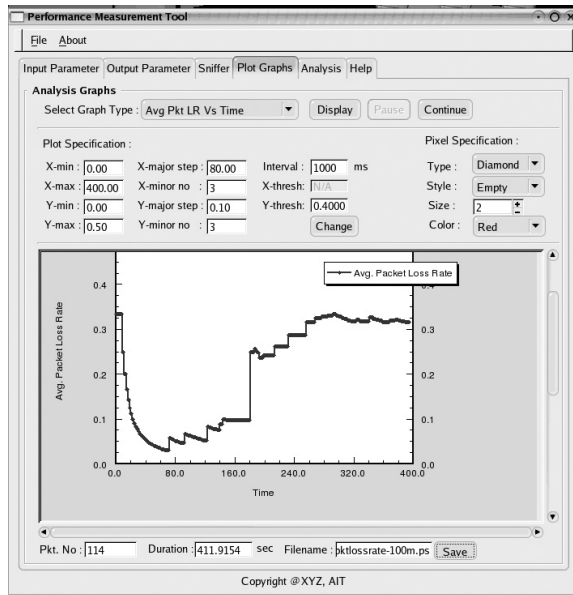 Performance Measurement Tool
File About
Input Parameter Output Parameter Sniffer Plot Graphs Analysis Help
Analysis Graphs
Select Graph Type : Avg Pkt LR Vs Time Display Pause Continue
Plot Specification : Pixel Specification :
X-min : 0.00 X-major step : 80.00 Interval : 1000 ms Type : Diamond
X-max : 400.00 X-minor no : 3 X-thresh: N/A Style : Empty
Y-min : 0.00 Y-major step : 0.10 Y-thresh: 0.4000 Size : 2
Y-max : 0.50 Y-minor no : 3 Change Color : Red
Avg. Packet Loss Rate
0.4 0.4
0.3 0.3
0.2 0.2
0.1 0.1
0.0 0.0
Avg. Packet Loss Rate
0.0 80.0 160.0 240.0 320.0 400.0
Time
Pkt. No : 114 Duration : 411.9154 sec Filename : pktlossrate-100m.ps Save
Copyright @XYZ, AIT